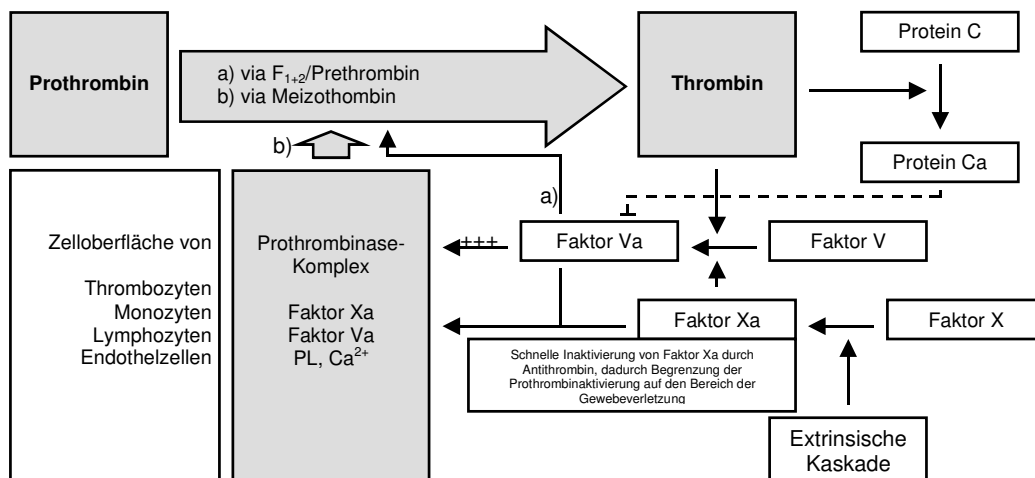 Prothrombin
a) via F₁₊₂/Prethrombin
b) via Meizothombin
Thrombin
Protein C
b)
Protein Ca
a)
Zelloberfläche von
Thrombozyten
Monozyten
Lymphozyten
Endothelzellen
Prothrombinase-
Komplex
Faktor Xa
Faktor Va
PL, Ca²⁺
+++
Faktor Va
Faktor V
Faktor Xa
Faktor X
Schnelle Inaktivierung von Faktor Xa durch
Antithrombin, dadurch Begrenzung der
Prothrombinaktivierung auf den Bereich der
Gewebeverletzung
Extrinsische
Kaskade